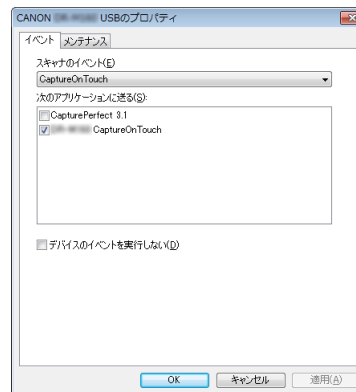 CANON USBのプロパティ
イベント メンテナンス
スキャナのイベント(E)
CaptureOnTouch
次のアプリケーションに送る(S):
CapturePerfect 3.1
CaptureOnTouch
デバイスのイベントを実行しない(D)
OK キャンセル 適用(A)